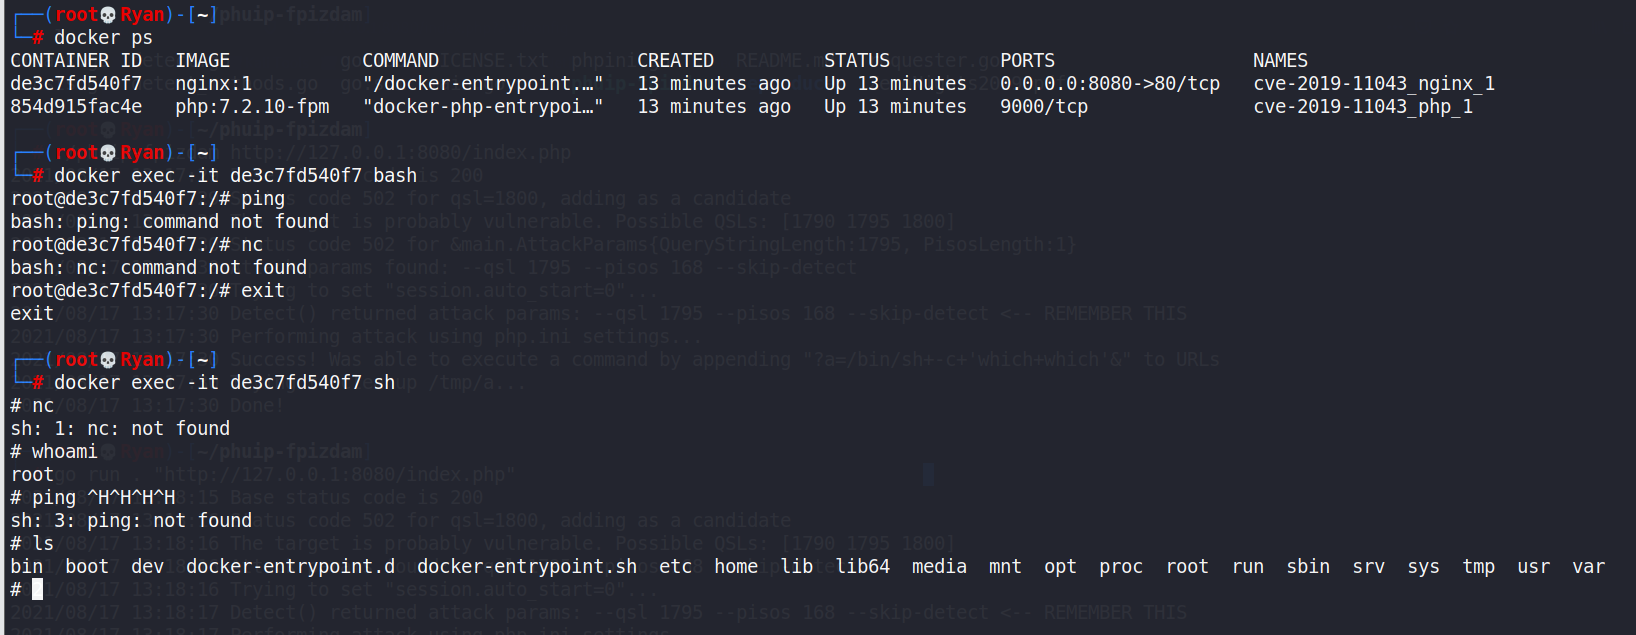 ┌──(root💀Ryan)-[~]
└─# docker ps
CONTAINER ID   IMAGE            COMMAND                  CREATED          STATUS          PORTS                  NAMES
de3c7fd540f7   nginx:1          "/docker-entrypoint.…"   13 minutes ago   Up 13 minutes   0.0.0.0:8080->80/tcp   cve-2019-11043_nginx_1
854d915fac4e   php:7.2.10-fpm   "docker-php-entrypoi…"   13 minutes ago   Up 13 minutes   9000/tcp               cve-2019-11043_php_1
┌──(root💀Ryan)-[~]
└─# docker exec -it de3c7fd540f7 bash
root@de3c7fd540f7:/# ping
bash: ping: command not found
root@de3c7fd540f7:/# nc
bash: nc: command not found
root@de3c7fd540f7:/# exit
exit
┌──(root💀Ryan)-[~]
└─# docker exec -it de3c7fd540f7 sh
# nc
sh: 1: nc: not found
# whoami
root
# ping ^H^H^H^H
sh: 3: ping: not found
# ls
bin  boot  dev  docker-entrypoint.d  docker-entrypoint.sh  etc  home  lib  lib64  media  mnt  opt  proc  root  run  sbin  srv  sys  tmp  usr  var
#